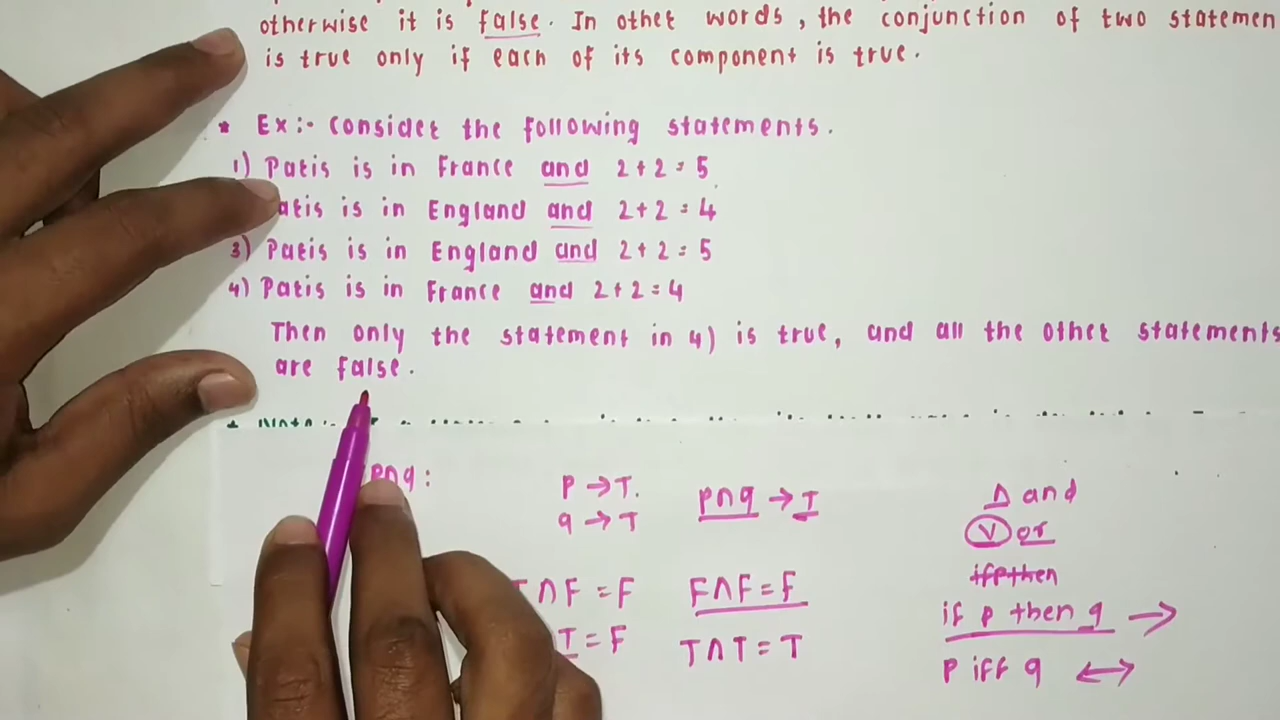 otherwise it is false. In other words, the conjunction of two statemen
is true only if each of its component is true.
* Ex:- Consider the following statements.
1) Paris is in France and 2+2=5
aris is in England and 2+2=4
3) Paris is in England and 2+2=5
4) Paris is in France and 2+2=4
Then only the statement in 4) is true, and all the other statements
are false.
p∧q:
P→T.
q→T
p∧q→T
∆ and
V or
if p then q →
P iff q ↔
T∧F=F
F∧F=F
T=F
T∧T=T